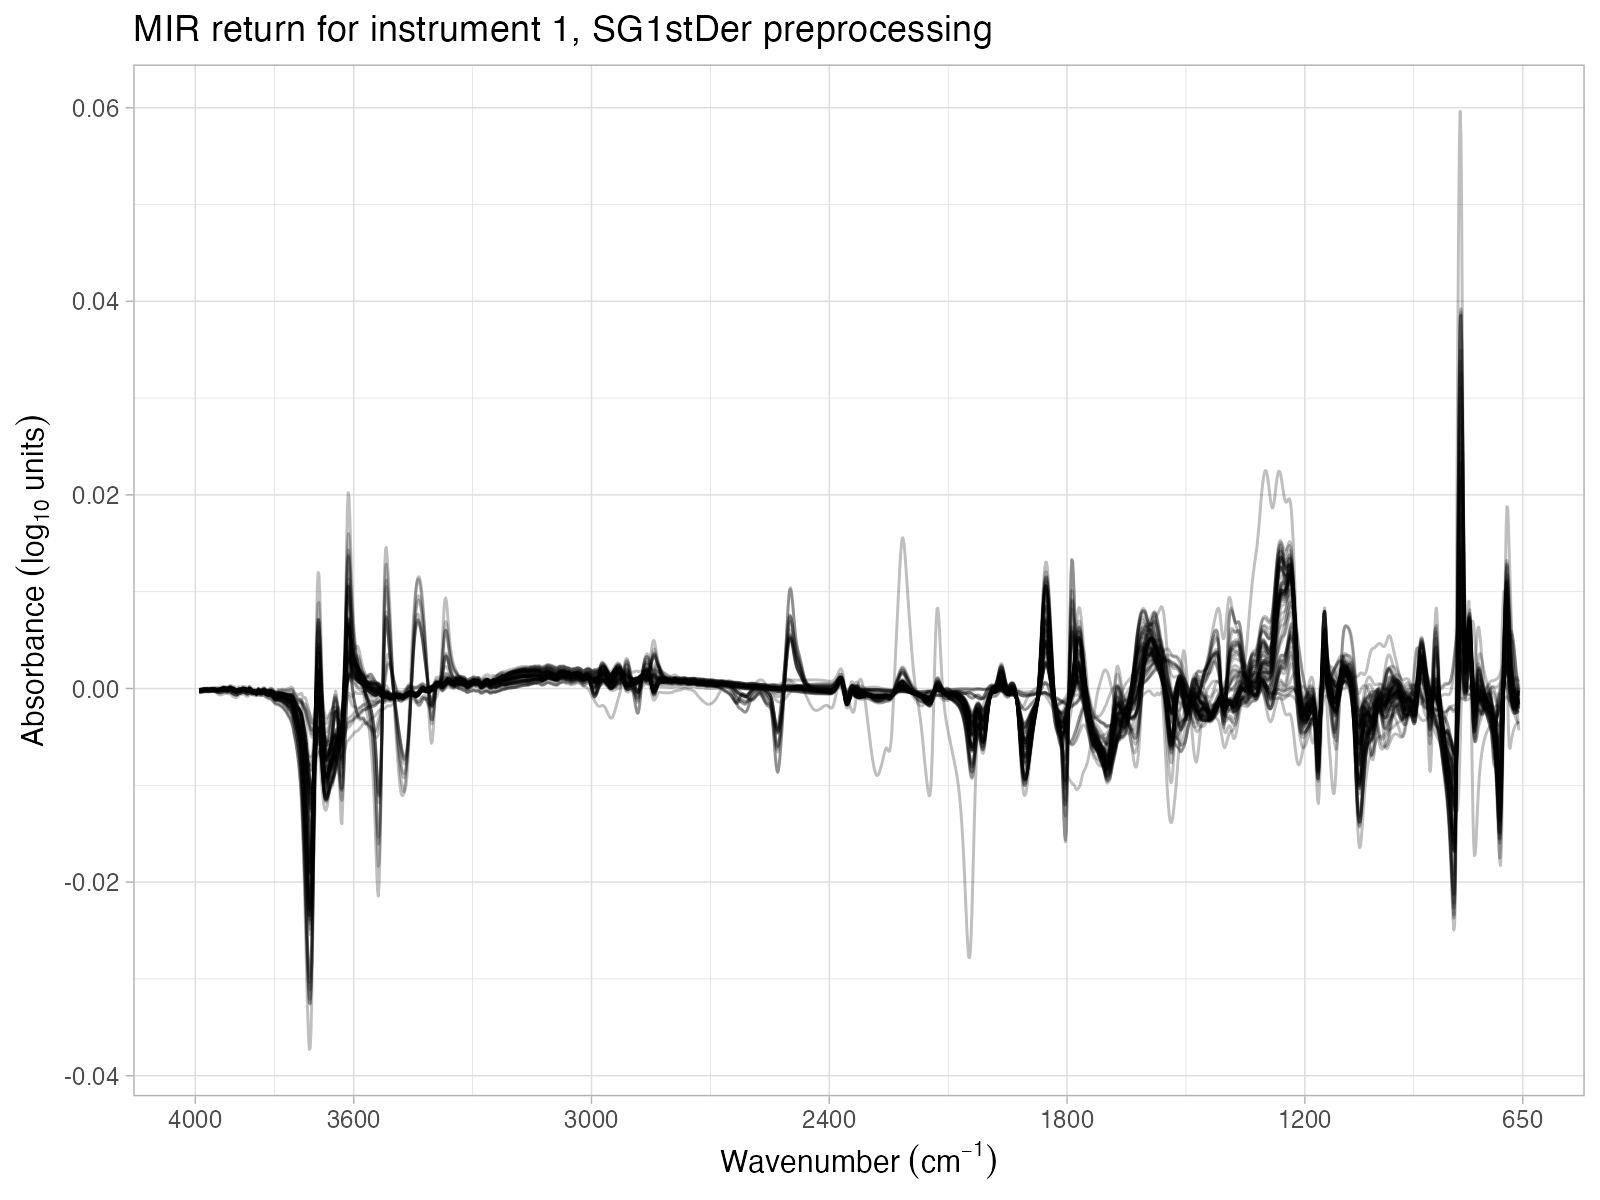 MIR return for instrument 1, SG1stDer preprocessing
Absorbance (log₁₀ units)
0.06
0.04
0.02
0.00
-0.02
-0.04
4000 3600 3000 2400 1800 1200 650
Wavenumber (cm⁻¹)